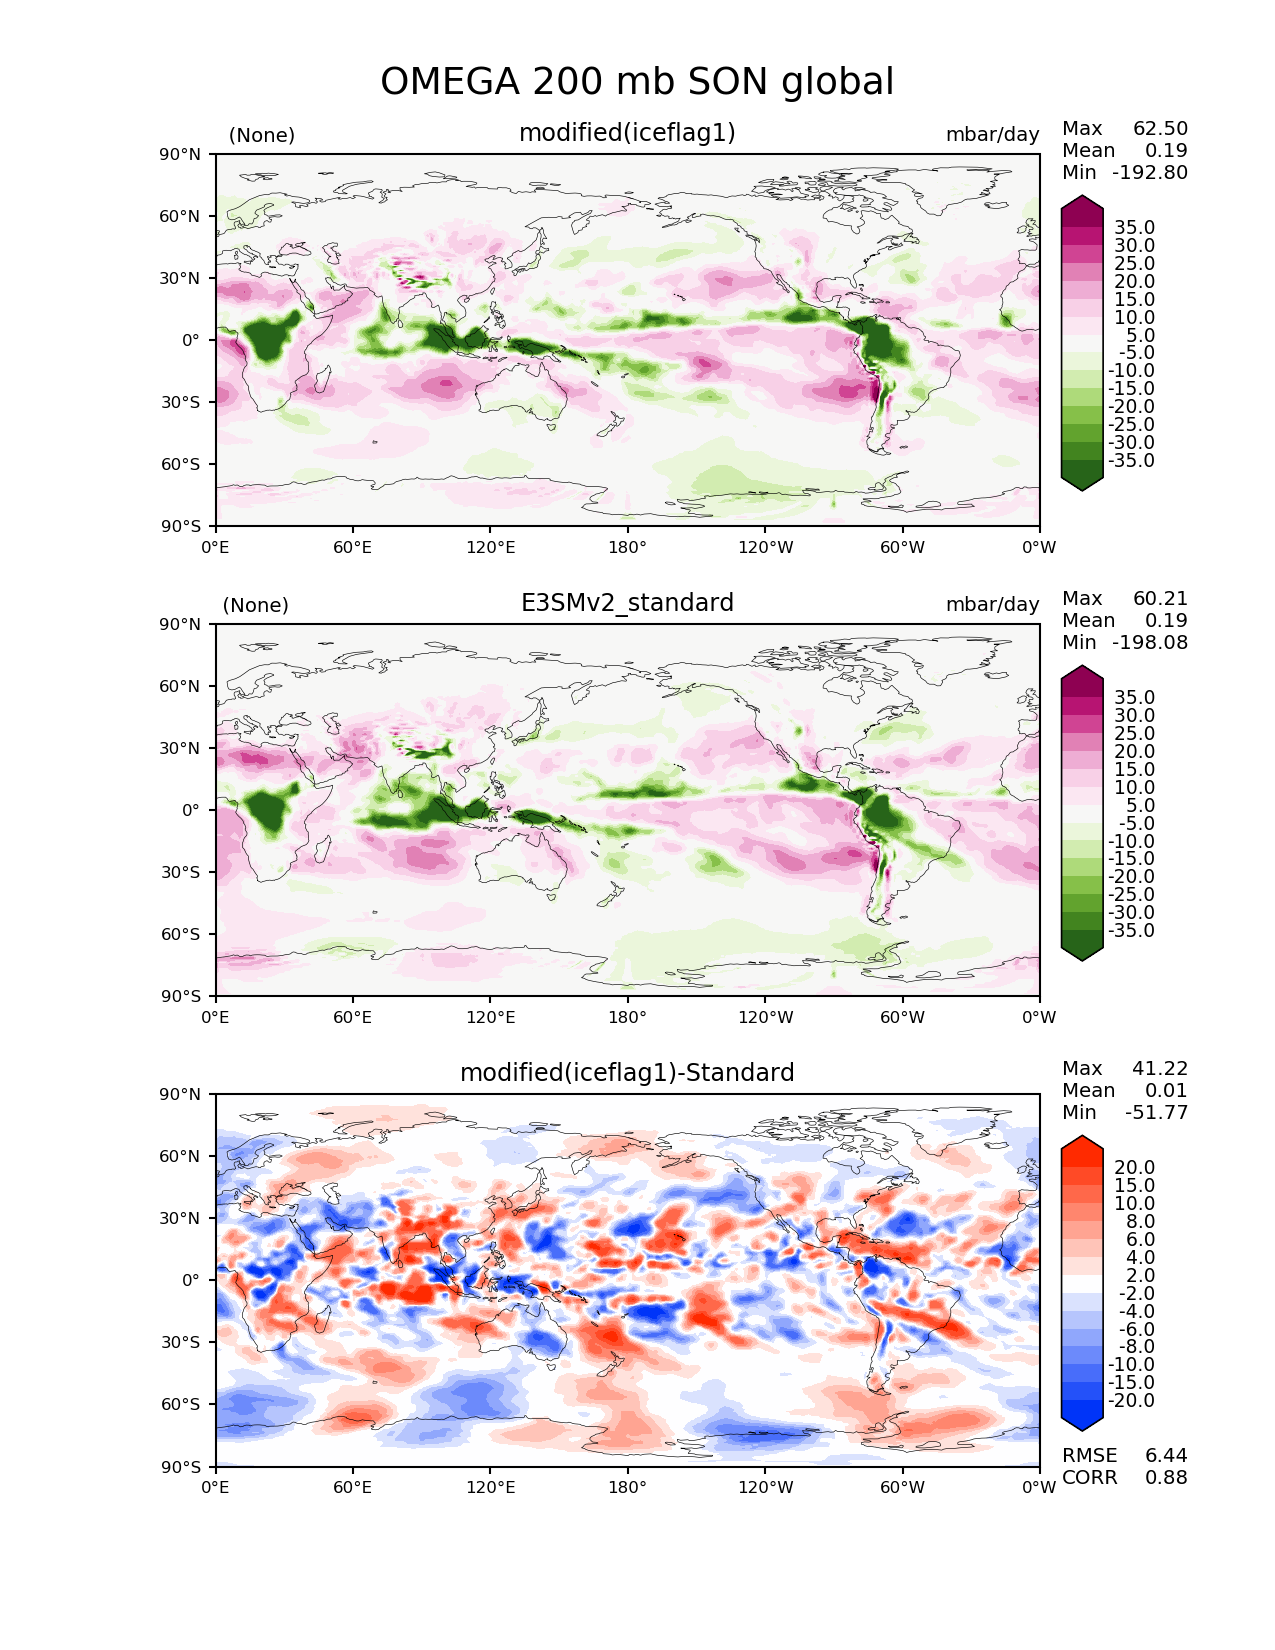 OMEGA 200 mb SON global
(None) modified(iceflag1) mbar/day
Max 62.50
Mean 0.19
Min -192.80
90°N
60°N
30°N
0°
30°S
60°S
90°S
0°E 60°E 120°E 180° 120°W 60°W 0°W
35.0
30.0
25.0
20.0
15.0
10.0
5.0
-5.0
-10.0
-15.0
-20.0
-25.0
-30.0
-35.0
(None) E3SMv2_standard mbar/day
Max 60.21
Mean 0.19
Min -198.08
90°N
60°N
30°N
0°
30°S
60°S
90°S
0°E 60°E 120°E 180° 120°W 60°W 0°W
35.0
30.0
25.0
20.0
15.0
10.0
5.0
-5.0
-10.0
-15.0
-20.0
-25.0
-30.0
-35.0
modified(iceflag1)-Standard
Max 41.22
Mean 0.01
Min -51.77
90°N
60°N
30°N
0°
30°S
60°S
90°S
0°E 60°E 120°E 180° 120°W 60°W 0°W
20.0
15.0
10.0
8.0
6.0
4.0
2.0
-2.0
-4.0
-6.0
-8.0
-10.0
-15.0
-20.0
RMSE 6.44
CORR 0.88